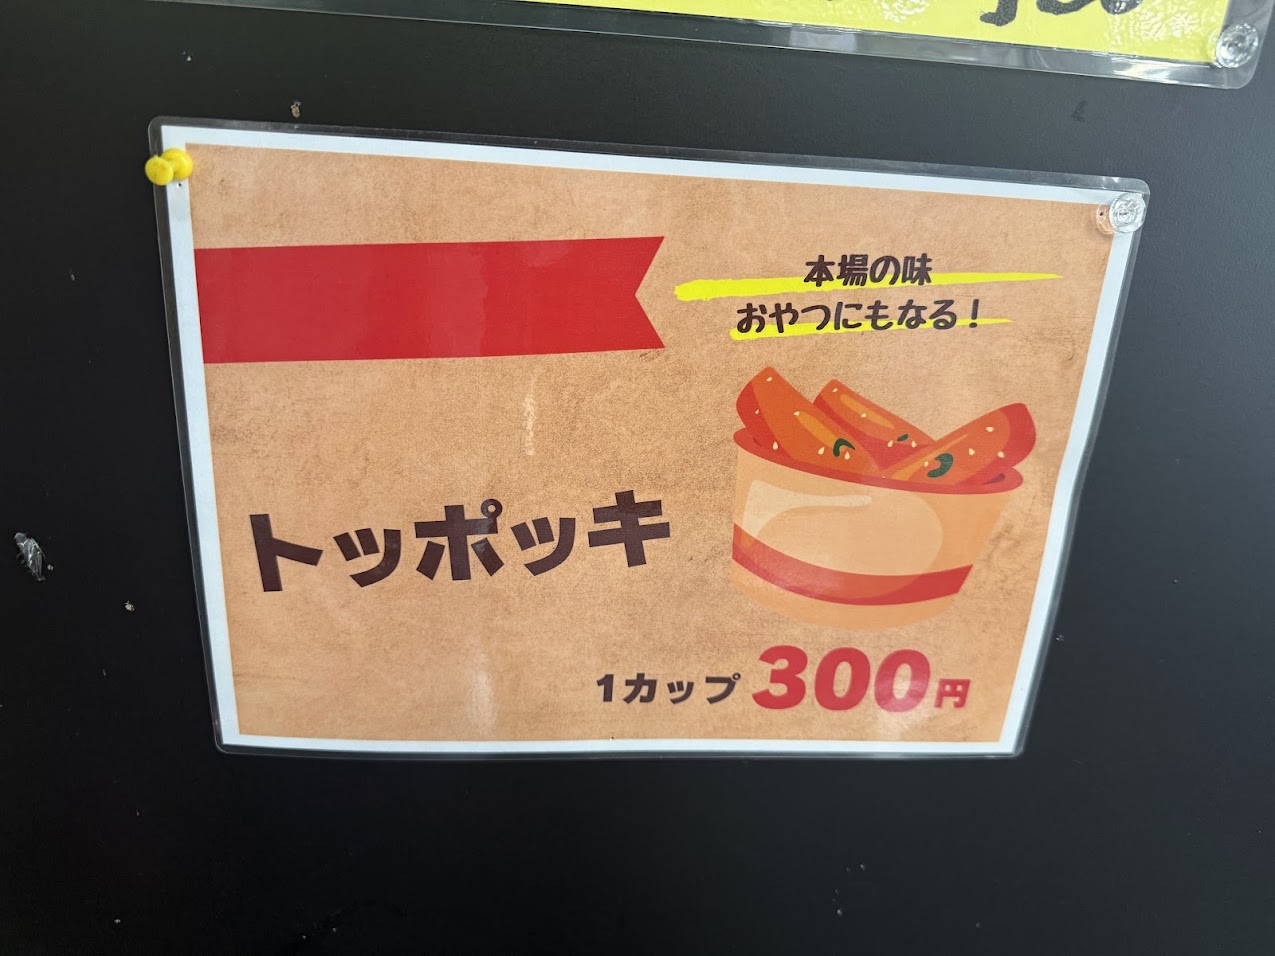 本場の味
おやつにもなる！
トッポッキ
1カップ 300円